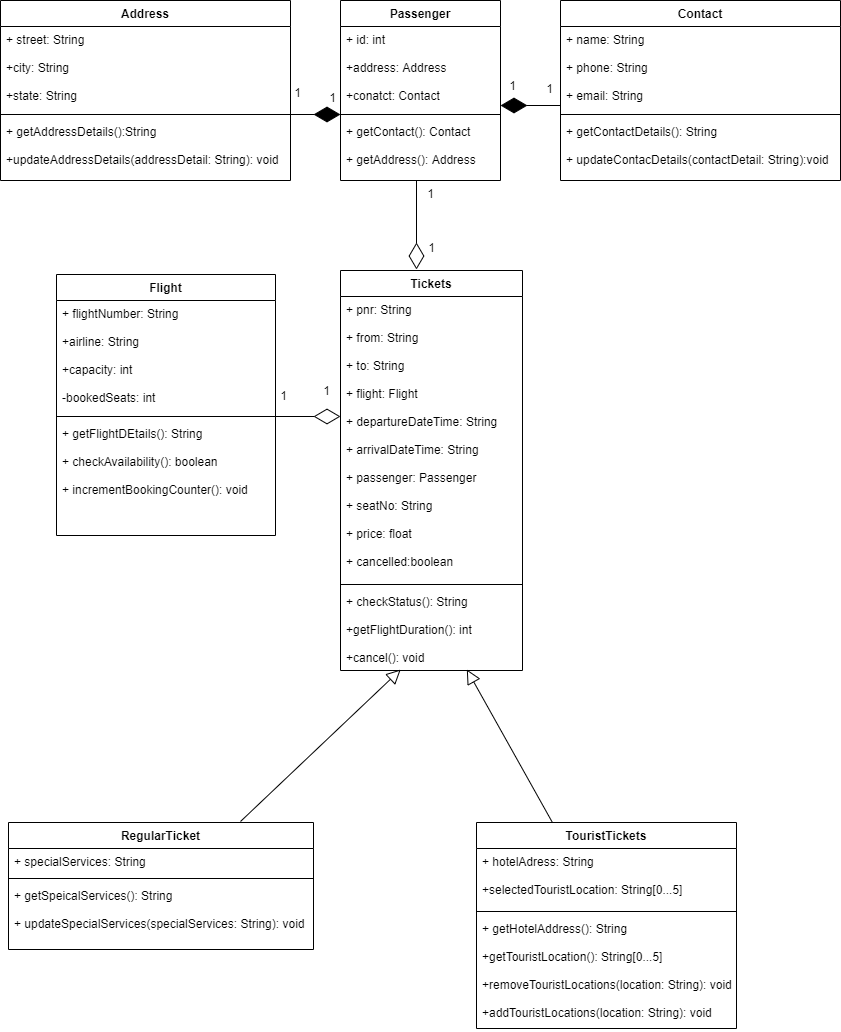 Address
+ street: String
+city: String
+state: String
+ getAddressDetails():String
+updateAddressDetails(addressDetail: String): void
1
1
Passenger
+ id: int
+address: Address
+conatct: Contact
+ getContact(): Contact
+ getAddress(): Address
1
1
Contact
+ name: String
+ phone: String
+ email: String
+ getContactDetails(): String
+ updateContacDetails(contactDetail: String):void
1
1
Flight
+ flightNumber: String
+airline: String
+capacity: int
-bookedSeats: int
+ getFlightDEtails(): String
+ checkAvailability(): boolean
+ incrementBookingCounter(): void
1
1
Tickets
+ pnr: String
+ from: String
+ to: String
+ flight: Flight
+ departureDateTime: String
+ arrivalDateTime: String
+ passenger: Passenger
+ seatNo: String
+ price: float
+ cancelled:boolean
+ checkStatus(): String
+getFlightDuration(): int
+cancel(): void
RegularTicket
+ specialServices: String
+ getSpeicalServices(): String
+ updateSpecialServices(specialServices: String): void
TouristTickets
+ hotelAdress: String
+selectedTouristLocation: String[0...5]
+ getHotelAddress(): String
+getTouristLocation(): String[0...5]
+removeTouristLocations(location: String): void
+addTouristLocations(location: String): void